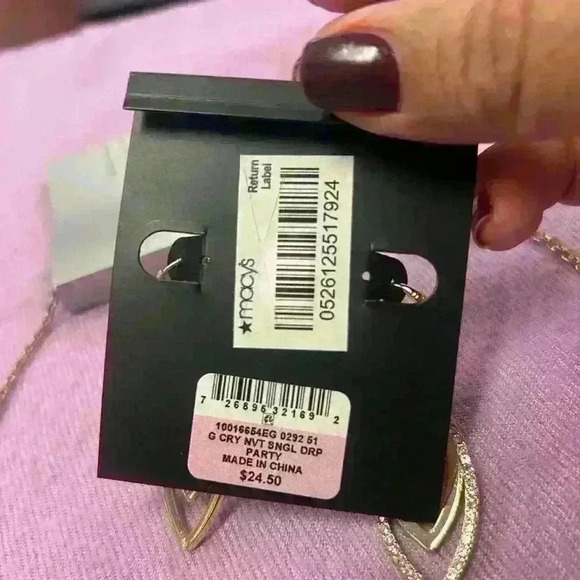 Return
Label
★macy's
0526125517924
7 26895 32169 2
10016654EG 0292 51
G CRY NVT SNGL DRP
PARTY
MADE IN CHINA
$24.50